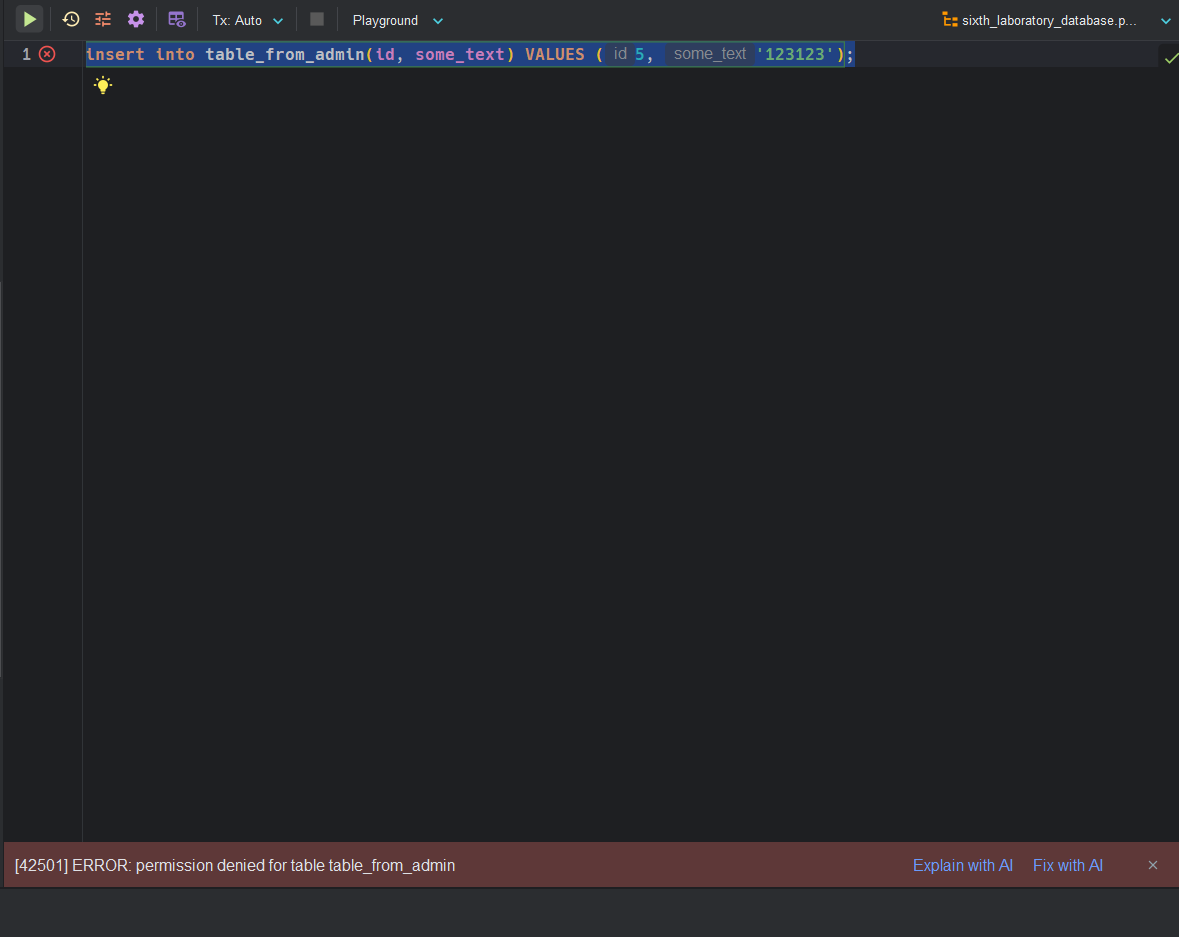 Tx: Auto Playground sixth_laboratory_database.p...
1 insert into table_from_admin(id, some_text) VALUES ( id 5, some_text '123123');
[42501] ERROR: permission denied for table table_from_admin Explain with AI Fix with AI